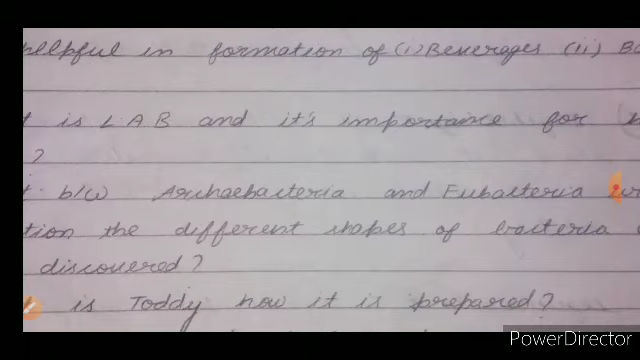 helpful in formation of (i) Beverages (ii)
is LAB and it's importance for
?
b/w Archaebacteria and Eubacteria
tion the different shapes of bacteria
discovered?
is Toddy how it is prepared?
PowerDirector